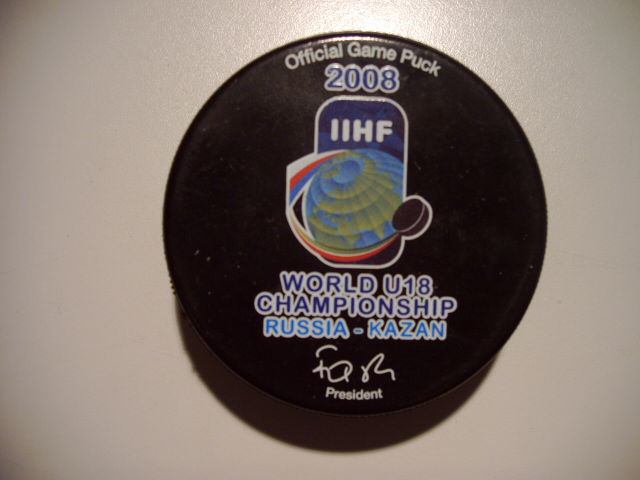 Official Game Puck
2008
IIHF
WORLD U18
CHAMPIONSHIP
RUSSIA - KAZAN
President